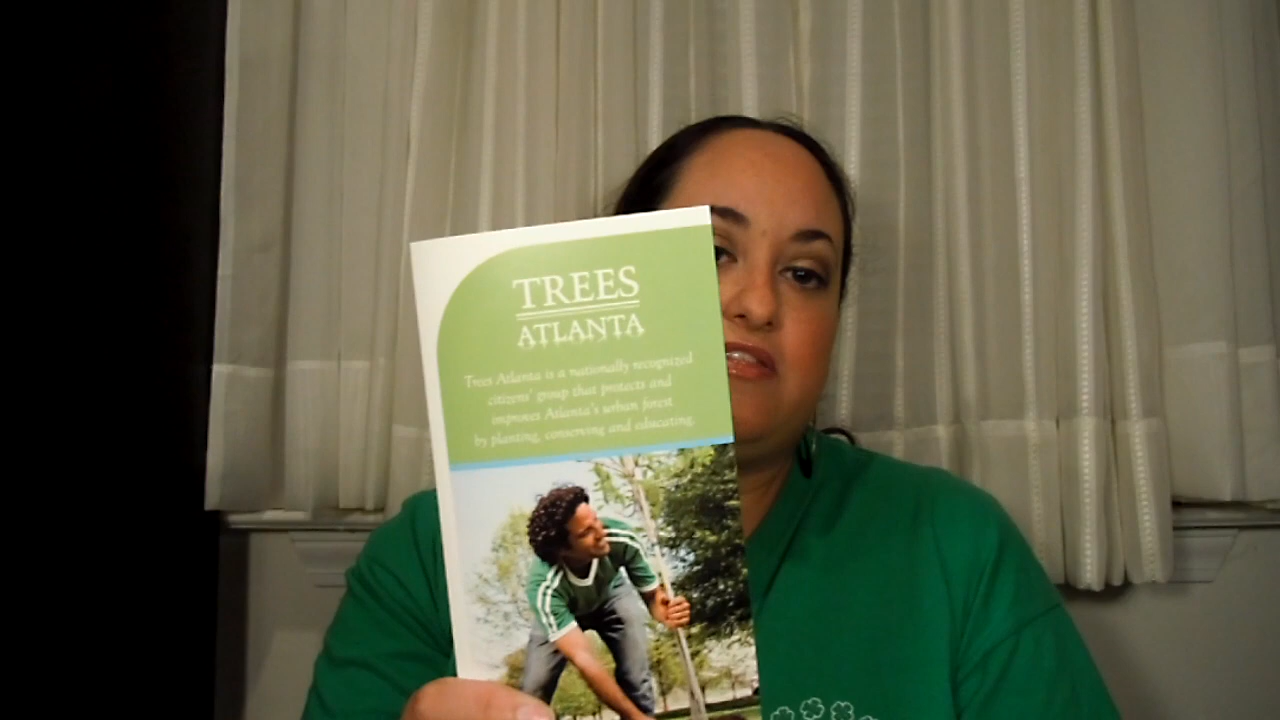 TREES
ATLANTA
Trees Atlanta is a nationally recognized
citizens' group that protects and
improves Atlanta's urban forest
by planting, conserving and educating.